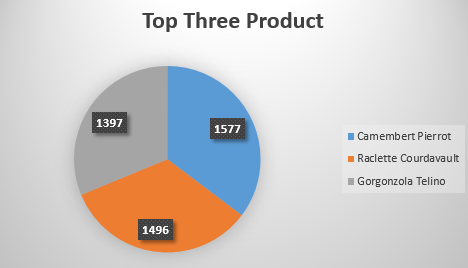 Top Three Product
1397
1577
1496
Camembert Pierrot
Raclette Courdavault
Gorgonzola Telino